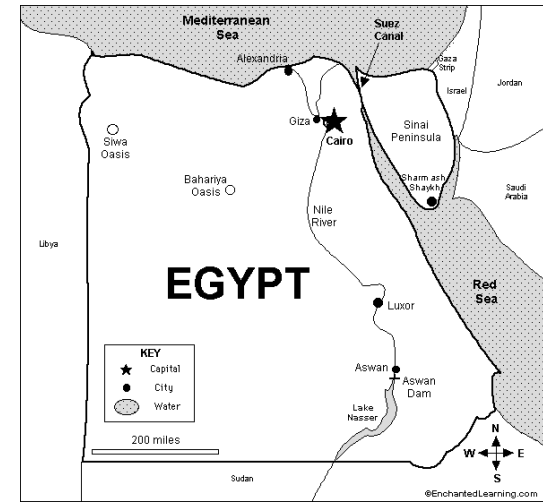 Mediterranean
Sea
Suez
Canal
Alexandria
Gaza
Strip
Israel
Jordan
Giza
Cairo
Sinai
Peninsula
Siwa
Oasis
Bahariya
Oasis
Sharm ash
Shaykh
Saudi
Arabia
Nile
River
Libya
EGYPT
Red
Sea
Luxor
KEY
Capital
City
Water
Aswan
Aswan
Dam
Lake
Nasser
200 miles
N
W E
S
Sudan
©EnchantedLearning.com